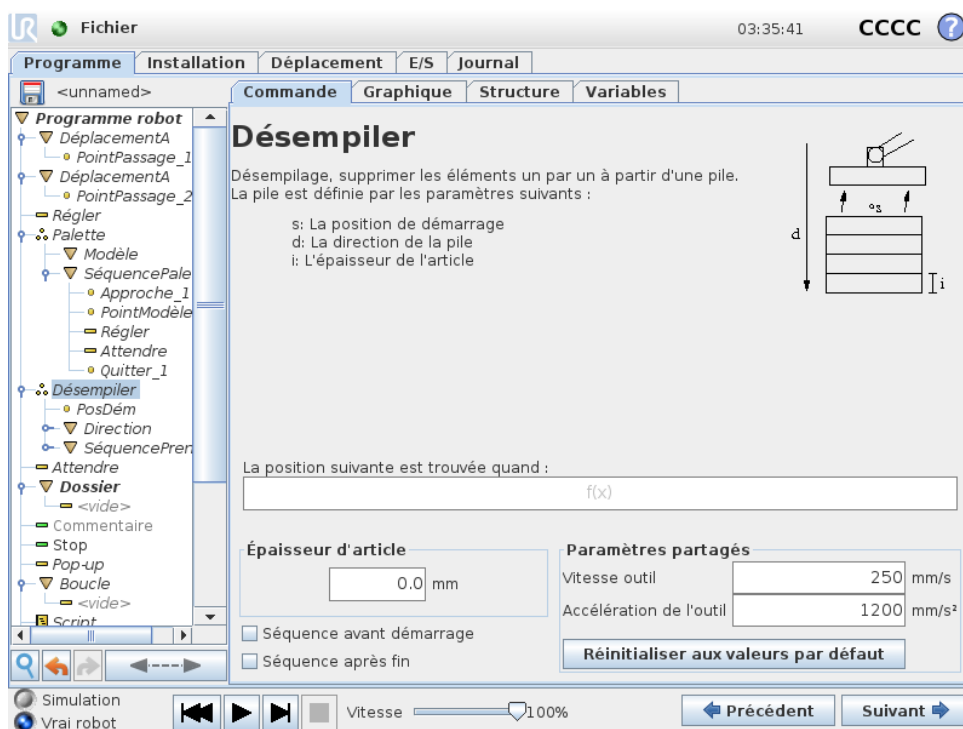 UR Fichier 03:35:41 CCCC ?
Programme Installation Déplacement E/S Journal
<unnamed>
Commande Graphique Structure Variables
Programme robot
DéplacementA
PointPassage_1
DéplacementA
PointPassage_2
Régler
Palette
Modèle
SéquencePale
Approche_1
PointModèle
Régler
Attendre
Quitter_1
Désempiler
PosDém
Direction
SéquencePren
Attendre
Dossier
<vide>
Commentaire
Stop
Pop-up
Boucle
<vide>
Script
Désempiler
Désempilage, supprimer les éléments un par un à partir d'une pile.
La pile est définie par les paramètres suivants :
s: La position de démarrage
d: La direction de la pile
i: L'épaisseur de l'article
s
d
i
La position suivante est trouvée quand :
f(x)
Épaisseur d'article
0.0 mm
Séquence avant démarrage
Séquence après fin
Paramètres partagés
Vitesse outil 250 mm/s
Accélération de l'outil 1200 mm/s²
Réinitialiser aux valeurs par défaut
Simulation
Vrai robot
Vitesse 100%
Précédent Suivant